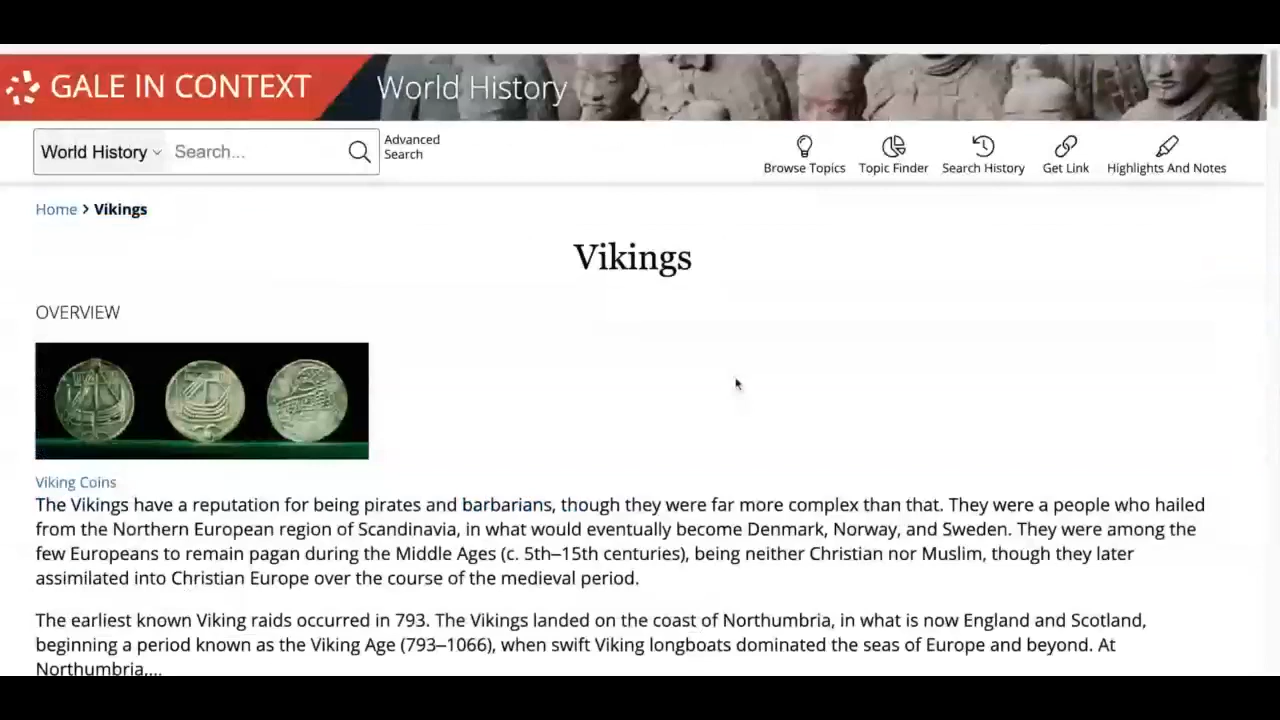 GALE IN CONTEXT World History
World History Search... Advanced Search
Browse Topics Topic Finder Search History Get Link Highlights And Notes
Home > Vikings
Vikings
OVERVIEW
Viking Coins
The Vikings have a reputation for being pirates and barbarians, though they were far more complex than that. They were a people who hailed
from the Northern European region of Scandinavia, in what would eventually become Denmark, Norway, and Sweden. They were among the
few Europeans to remain pagan during the Middle Ages (c. 5th–15th centuries), being neither Christian nor Muslim, though they later
assimilated into Christian Europe over the course of the medieval period.
The earliest known Viking raids occurred in 793. The Vikings landed on the coast of Northumbria, in what is now England and Scotland,
beginning a period known as the Viking Age (793–1066), when swift Viking longboats dominated the seas of Europe and beyond. At
Northumbria,...